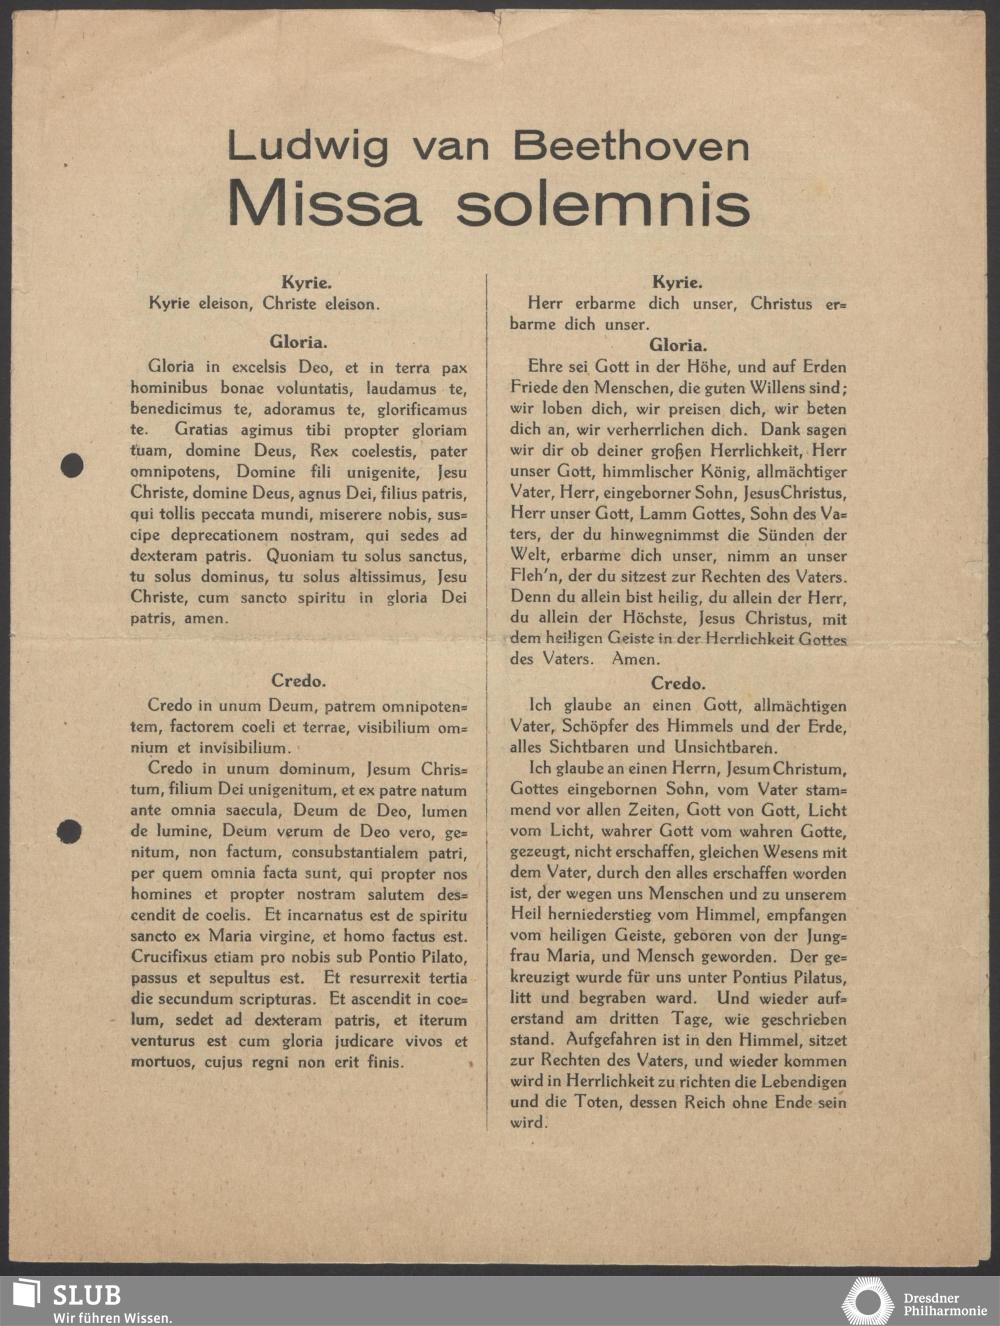 Ludwig van Beethoven
Missa solemnis
Kyrie.
Kyrie eleison, Christe eleison.
Gloria.
Gloria in excelsis Deo, et in terra pax
hominibus bonae voluntatis, laudamus te,
benedicimus te, adoramus te, glorificamus
te. Gratias agimus tibi propter gloriam
tuam, domine Deus, Rex coelestis, pater
omnipotens, Domine fili unigenite, Jesu
Christe, domine Deus, agnus Dei, filius patris,
qui tollis peccata mundi, miserere nobis, sus=
cipe deprecationem nostram, qui sedes ad
dexteram patris. Quoniam tu solus sanctus,
tu solus dominus, tu solus altissimus, Jesu
Christe, cum sancto spiritu in gloria Dei
patris, amen.
Credo.
Credo in unum Deum, patrem omnipoten=
tem, factorem coeli et terrae, visibilium om=
nium et invisibilium.
Credo in unum dominum, Jesum Chris=
tum, filium Dei unigenitum, et ex patre natum
ante omnia saecula, Deum de Deo, lumen
de lumine, Deum verum de Deo vero, ge=
nitum, non factum, consubstantialem patri,
per quem omnia facta sunt, qui propter nos
homines et propter nostram salutem des=
cendit de coelis. Et incarnatus est de spiritu
sancto ex Maria virgine, et homo factus est.
Crucifixus etiam pro nobis sub Pontio Pilato,
passus et sepultus est. Et resurrexit tertia
die secundum scripturas. Et ascendit in coe=
lum, sedet ad dexteram patris, et iterum
venturus est cum gloria judicare vivos et
mortuos, cujus regni non erit finis.
Kyrie.
Herr erbarme dich unser, Christus er=
barme dich unser.
Gloria.
Ehre sei Gott in der Höhe, und auf Erden
Friede den Menschen, die guten Willens sind;
wir loben dich, wir preisen dich, wir beten
dich an, wir verherrlichen dich. Dank sagen
wir dir ob deiner großen Herrlichkeit, Herr
unser Gott, himmlischer König, allmächtiger
Vater, Herr, eingeborner Sohn, JesusChristus,
Herr unser Gott, Lamm Gottes, Sohn des Va=
ters, der du hinwegnimmst die Sünden der
Welt, erbarme dich unser, nimm an unser
Fleh'n, der du sitzest zur Rechten des Vaters.
Denn du allein bist heilig, du allein der Herr,
du allein der Höchste, Jesus Christus, mit
dem heiligen Geiste in der Herrlichkeit Gottes
des Vaters. Amen.
Credo.
Ich glaube an einen Gott, allmächtigen
Vater, Schöpfer des Himmels und der Erde,
alles Sichtbaren und Unsichtbaren.
Ich glaube an einen Herrn, Jesum Christum,
Gottes eingebornen Sohn, vom Vater stam=
mend vor allen Zeiten, Gott von Gott, Licht
vom Licht, wahrer Gott vom wahren Gotte,
gezeugt, nicht erschaffen, gleichen Wesens mit
dem Vater, durch den alles erschaffen worden
ist, der wegen uns Menschen und zu unserem
Heil herniederstieg vom Himmel, empfangen
vom heiligen Geiste, geboren von der Jung=
frau Maria, und Mensch geworden. Der ge=
kreuzigt wurde für uns unter Pontius Pilatus,
litt und begraben ward. Und wieder auf=
erstand am dritten Tage, wie geschrieben
stand. Aufgefahren ist in den Himmel, sitzet
zur Rechten des Vaters, und wieder kommen
wird in Herrlichkeit zu richten die Lebendigen
und die Toten, dessen Reich ohne Ende sein
wird.
SLUB
Wir führen Wissen.
Dresdner
Philharmonie